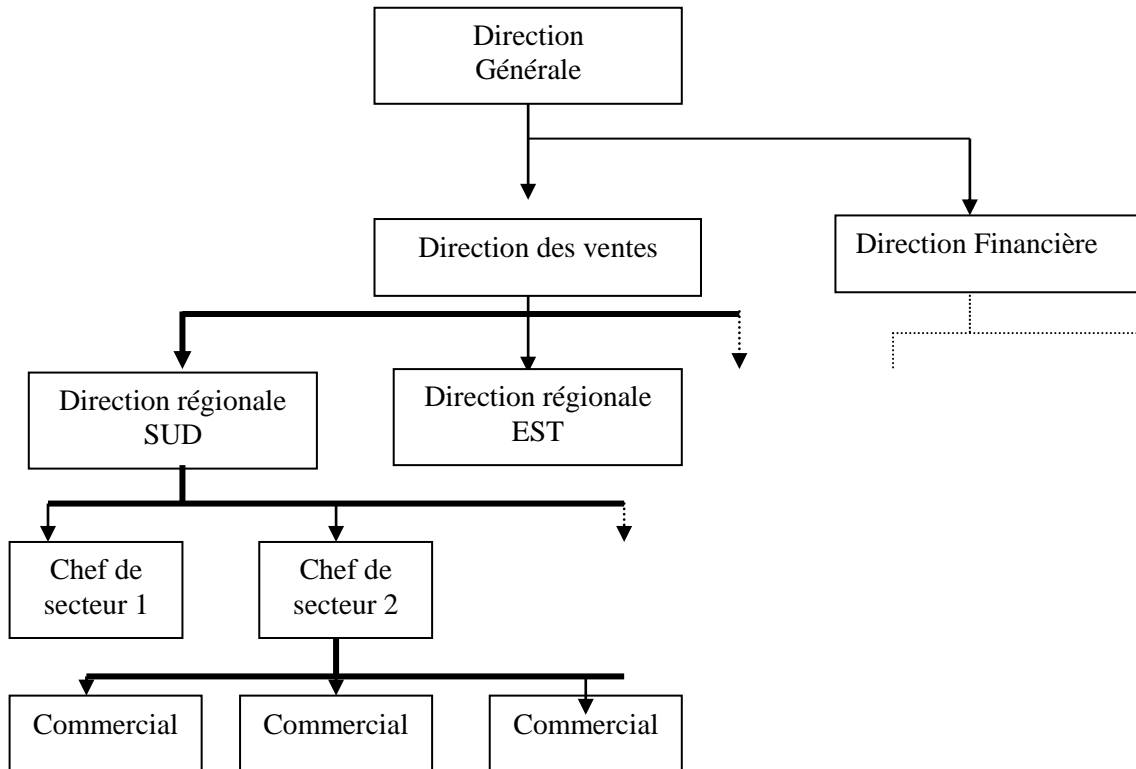 Direction
Générale
Direction des ventes
Direction Financière
Direction régionale
SUD
Direction régionale
EST
Chef de
secteur 1
Chef de
secteur 2
Commercial
Commercial
Commercial